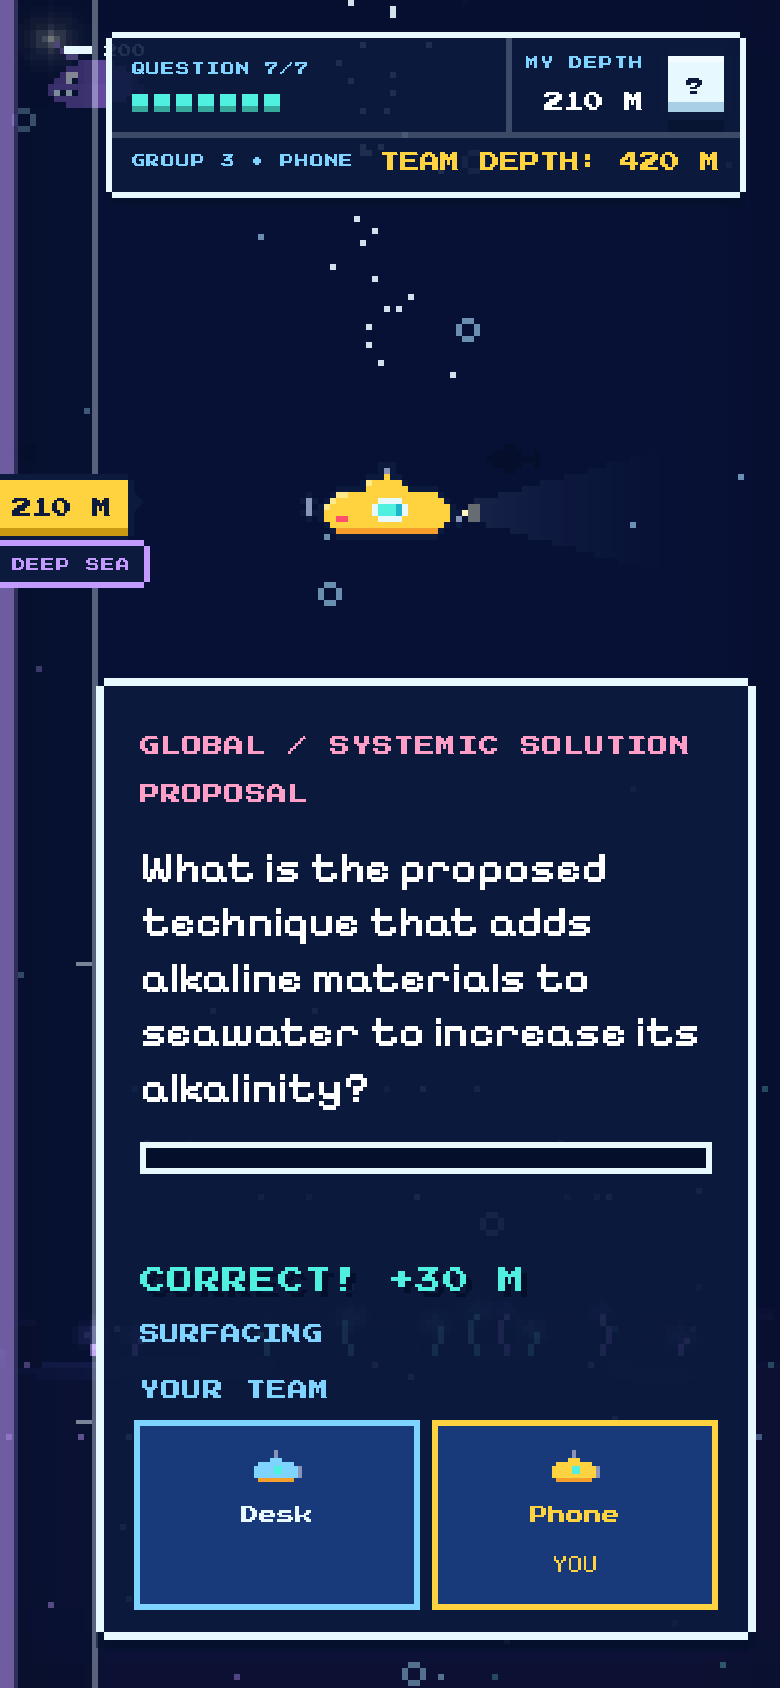 200
QUESTION 7/7
MY DEPTH
210 M
?
GROUP 3 • PHONE
TEAM DEPTH: 420 M
210 M
DEEP SEA
GLOBAL / SYSTEMIC SOLUTION
PROPOSAL
What is the proposed
technique that adds
alkaline materials to
seawater to increase its
alkalinity?
CORRECT! +30 M
SURFACING
YOUR TEAM
Desk
Phone
YOU